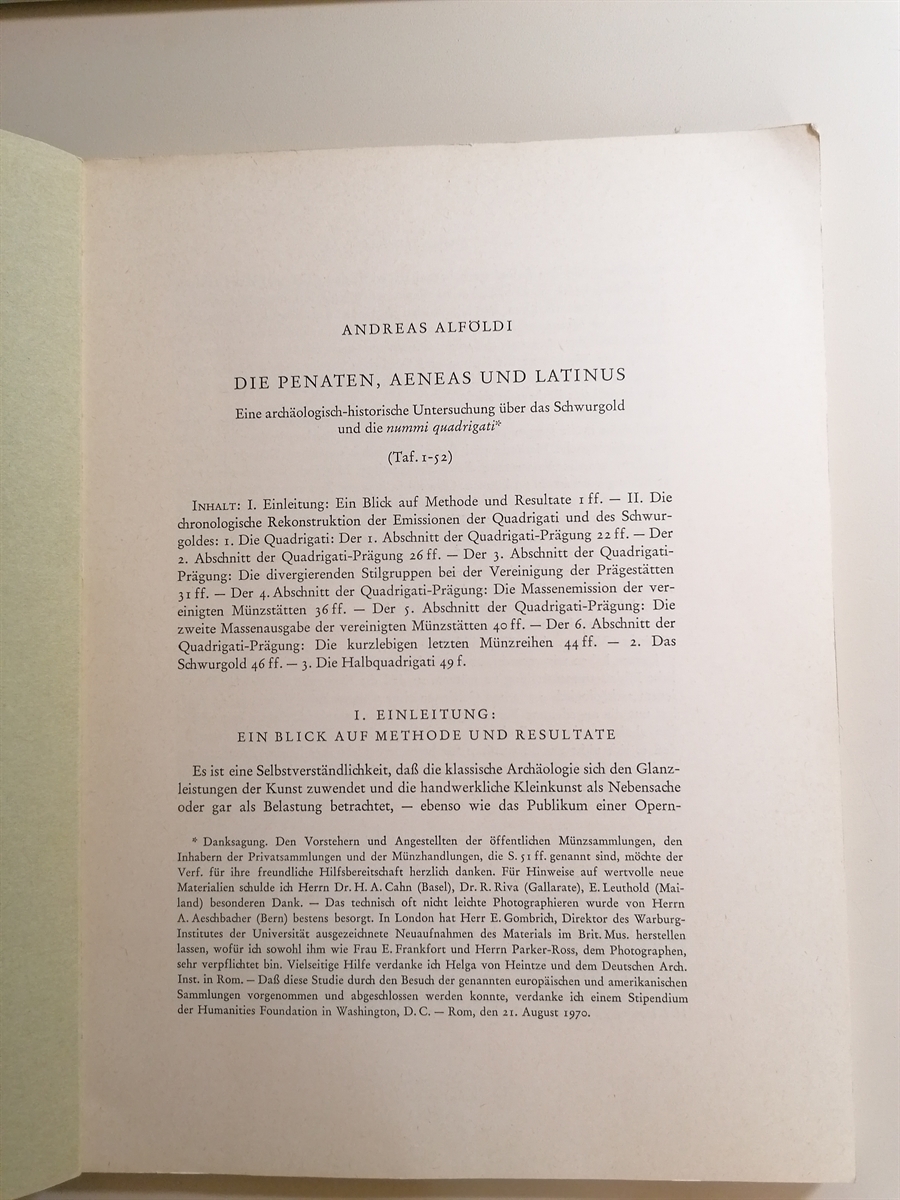 ANDREAS ALFÖLDI
DIE PENATEN, AENEAS UND LATINUS
Eine archäologisch-historische Untersuchung über das Schwurgold
und die nummi quadrigati*
(Taf. 1-52)
INHALT: I. Einleitung: Ein Blick auf Methode und Resultate 1 ff. — II. Die
chronologische Rekonstruktion der Emissionen der Quadrigati und des Schwur-
goldes: 1. Die Quadrigati: Der 1. Abschnitt der Quadrigati-Prägung 22 ff. — Der
2. Abschnitt der Quadrigati-Prägung 26 ff. — Der 3. Abschnitt der Quadrigati-
Prägung: Die divergierenden Stilgruppen bei der Vereinigung der Prägestätten
31 ff. — Der 4. Abschnitt der Quadrigati-Prägung: Die Massenemission der ver-
einigten Münzstätten 36 ff. — Der 5. Abschnitt der Quadrigati-Prägung: Die
zweite Massenausgabe der vereinigten Münzstätten 40 ff. — Der 6. Abschnitt der
Quadrigati-Prägung: Die kurzlebigen letzten Münzreihen 44 ff. — 2. Das
Schwurgold 46 ff. — 3. Die Halbquadrigati 49 f.
I. EINLEITUNG:
EIN BLICK AUF METHODE UND RESULTATE
Es ist eine Selbstverständlichkeit, daß die klassische Archäologie sich den Glanz-
leistungen der Kunst zuwendet und die handwerkliche Kleinkunst als Nebensache
oder gar als Belastung betrachtet, — ebenso wie das Publikum einer Opern-
* Danksagung. Den Vorstehern und Angestellten der öffentlichen Münzsammlungen, den
Inhabern der Privatsammlungen und der Münzhandlungen, die S. 51 ff. genannt sind, möchte der
Verf. für ihre freundliche Hilfsbereitschaft herzlich danken. Für Hinweise auf wertvolle neue
Materialien schulde ich Herrn Dr. H. A. Cahn (Basel), Dr. R. Riva (Gallarate), E. Leuthold (Mai-
land) besonderen Dank. — Das technisch oft nicht leichte Photographieren wurde von Herrn
A. Aeschbacher (Bern) bestens besorgt. In London hat Herr E. Gombrich, Direktor des Warburg-
Institutes der Universität ausgezeichnete Neuaufnahmen des Materials im Brit. Mus. herstellen
lassen, wofür ich sowohl ihm wie Frau E. Frankfort und Herrn Parker-Ross, dem Photographen,
sehr verpflichtet bin. Vielseitige Hilfe verdanke ich Helga von Heintze und dem Deutschen Arch.
Inst. in Rom. — Daß diese Studie durch den Besuch der genannten europäischen und amerikanischen
Sammlungen vorgenommen und abgeschlossen werden konnte, verdanke ich einem Stipendium
der Humanities Foundation in Washington, D. C. — Rom, den 21. August 1970.